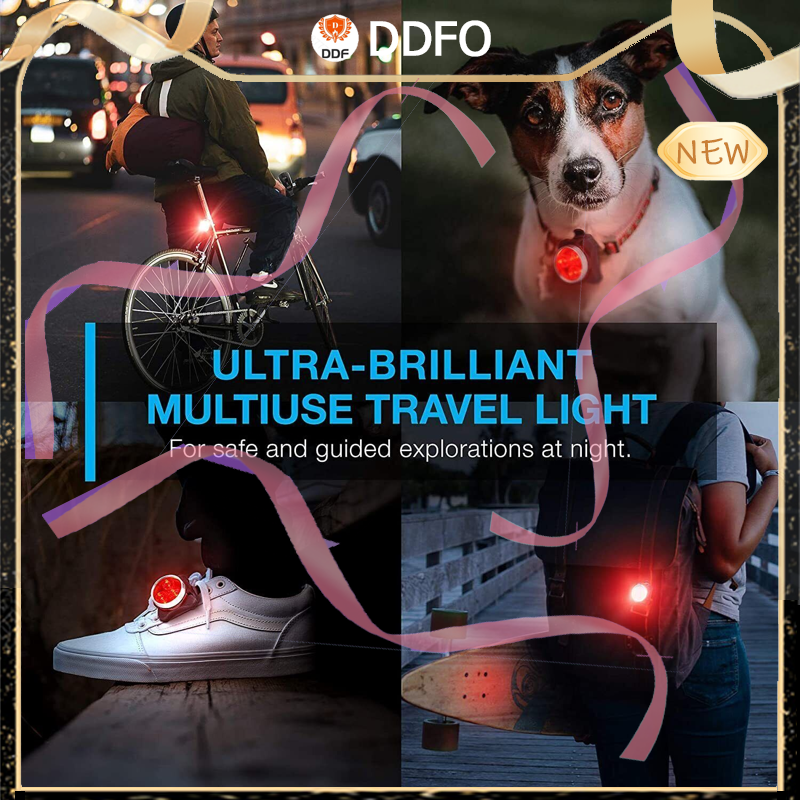 DDF
DDFO
NEW
ULTRA-BRILLIANT
MULTIUSE TRAVEL LIGHT
For safe and guided explorations at night.